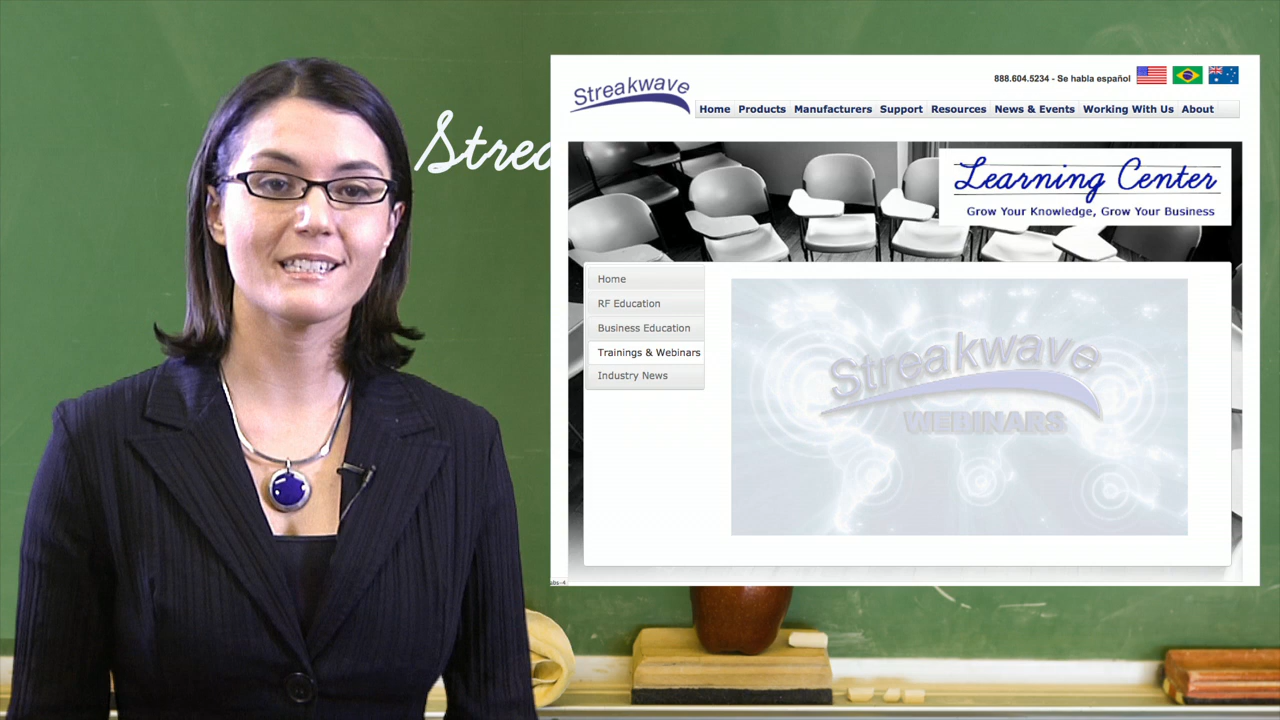 Strea
Streakwave
888.604.5234 - Se habla español
Home Products Manufacturers Support Resources News & Events Working With Us About
Learning Center
Grow Your Knowledge, Grow Your Business
Home
RF Education
Business Education
Trainings & Webinars
Industry News
Streakwave
WEBINARS